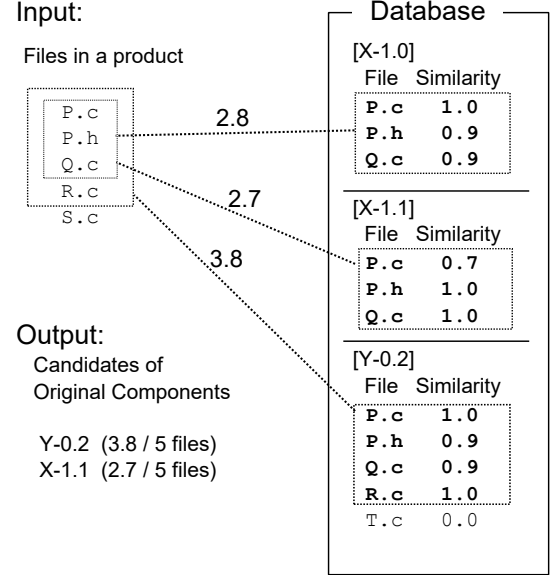 Input:
Files in a product
P.c
P.h
Q.c
R.c
S.c
2.8
2.7
3.8
Output:
Candidates of
Original Components
Y-0.2 (3.8 / 5 files)
X-1.1 (2.7 / 5 files)
Database
[X-1.0]
File Similarity
P.c 1.0
P.h 0.9
Q.c 0.9
[X-1.1]
File Similarity
P.c 0.7
P.h 1.0
Q.c 1.0
[Y-0.2]
File Similarity
P.c 1.0
P.h 0.9
Q.c 0.9
R.c 1.0
T.c 0.0